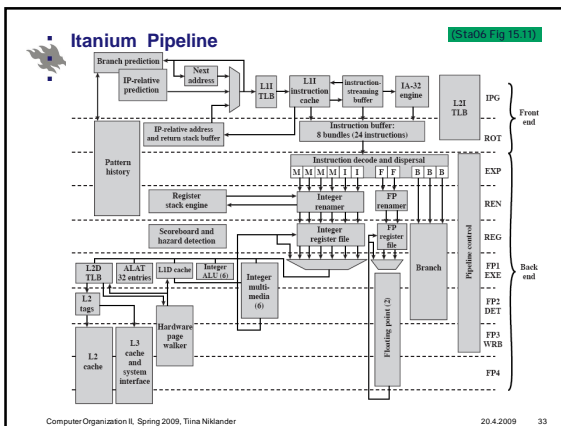 Itanium Pipeline
(Sta06 Fig 15.11)
Branch prediction
IP-relative
prediction
Next
address
L1I
TLB
L1I
instruction
cache
instruction-
streaming
buffer
IA-32
engine
L2I
TLB
IPG
Front
end
IP-relative address
and return stack buffer
Instruction buffer:
8 bundles (24 instructions)
ROT
Pattern
history
Instruction decode and dispersal
M M M M I I F F B B B
EXP
Register
stack engine
Integer
renamer
FP
renamer
REN
Scoreboard and
hazard detection
Integer
register file
FP
register
file
REG
Pipeline control
Branch
Back
end
L2D
TLB
ALAT
32 entries
L1D cache
Integer
ALU (6)
Integer
multi-
media
(6)
FP1
EXE
L2
tags
Hardware
page
walker
Floating point (2)
FP2
DET
L2
cache
L3
cache
and
system
interface
FP3
WRB
FP4
Computer Organization II, Spring 2009, Tiina Niklander
20.4.2009
33